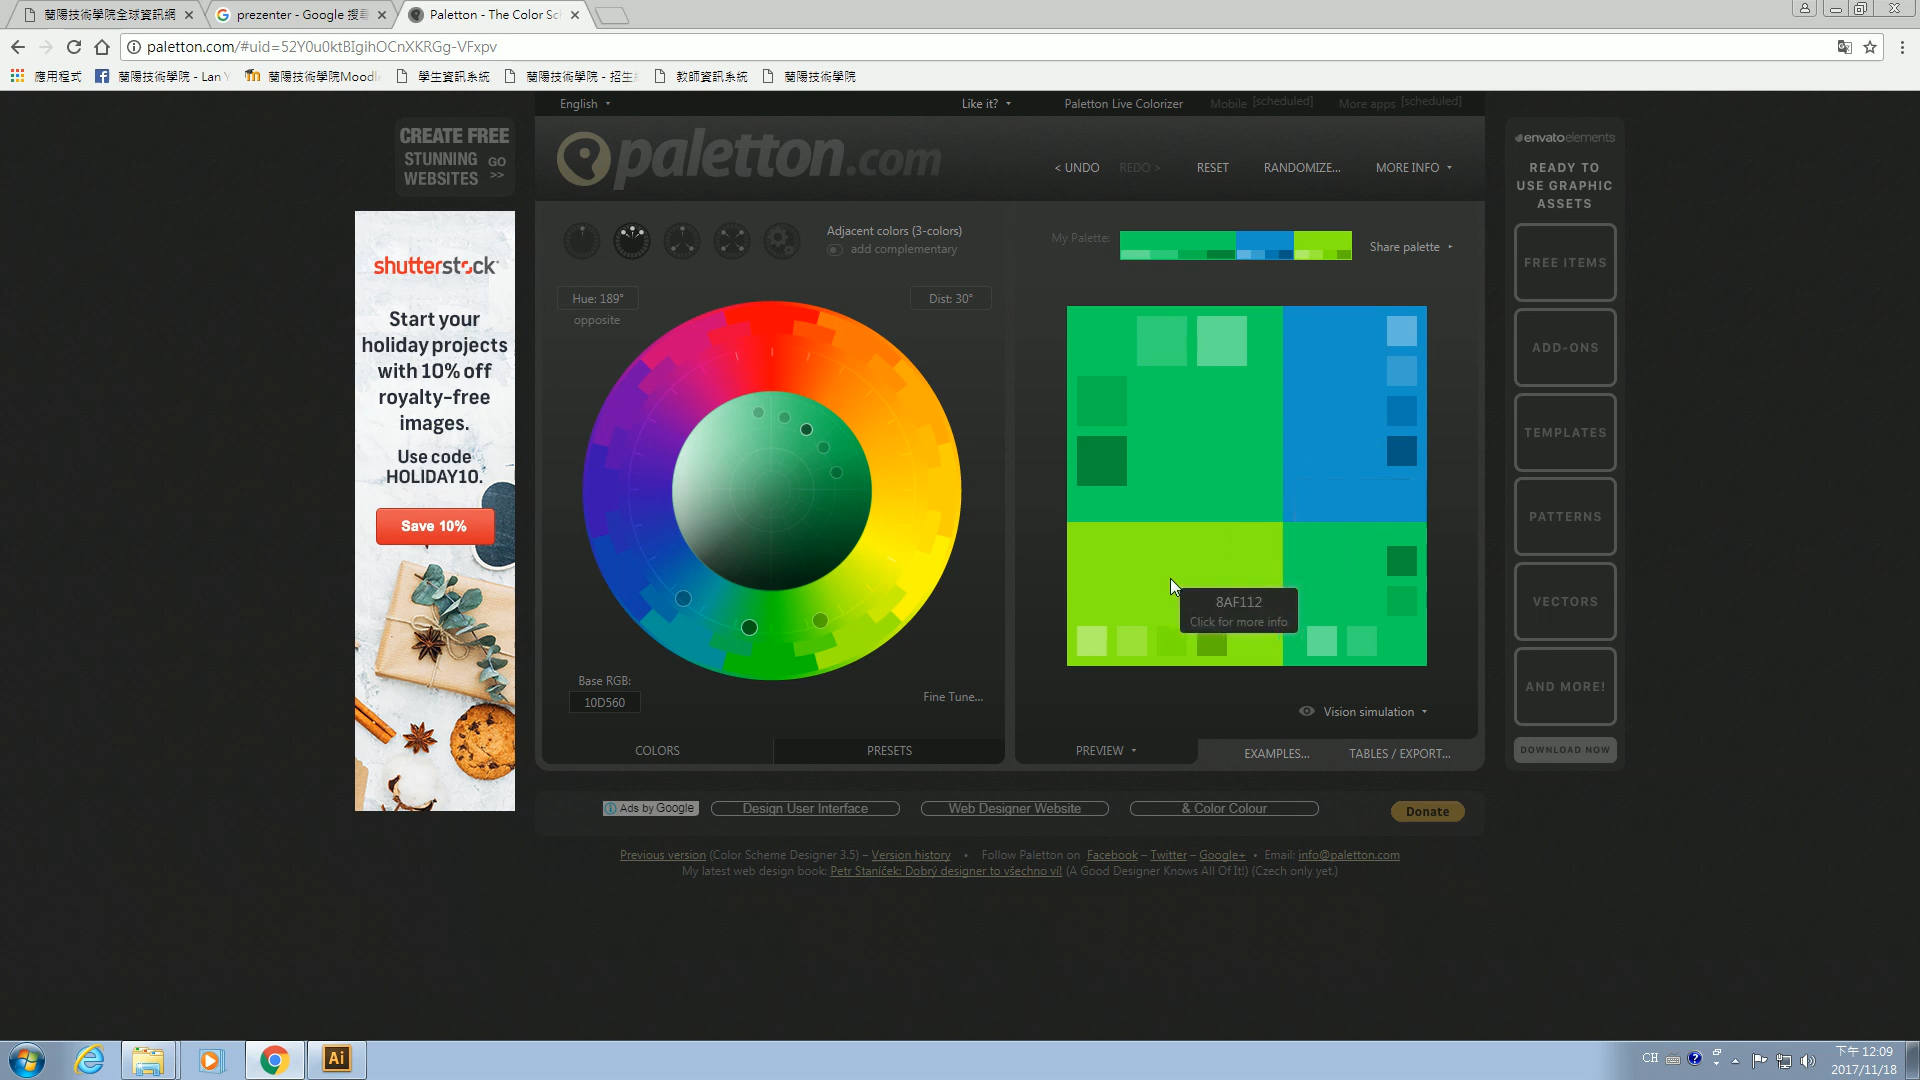 蘭陽技術學院全球資訊網
prezenter - Google 搜尋
Paletton - The Color Sc
paletton.com/#uid=52Y0u0ktBIgihOCnXKRGg-VFxpv
應用程式
蘭陽技術學院 - Lan Y
蘭陽技術學院Moodl
學生資訊系統
蘭陽技術學院 - 招生
教師資訊系統
蘭陽技術學院
English
Like it?
Paletton Live Colorizer
Mobile [scheduled]
More apps [scheduled]
CREATE FREE
STUNNING
WEBSITES
GO
>>
paletton.com
< UNDO
REDO >
RESET
RANDOMIZE...
MORE INFO
envatoelements
READY TO
USE GRAPHIC
ASSETS
FREE ITEMS
ADD-ONS
TEMPLATES
PATTERNS
VECTORS
AND MORE!
DOWNLOAD NOW
shutterstock
Start your
holiday projects
with 10% off
royalty-free
images.
Use code
HOLIDAY10.
Save 10%
Adjacent colors (3-colors)
add complementary
Hue: 189°
opposite
Dist: 30°
Base RGB:
10D560
Fine Tune...
COLORS
PRESETS
My Palette:
Share palette
8AF112
Click for more info
Vision simulation
PREVIEW
EXAMPLES...
TABLES / EXPORT...
Ads by Google
Design User Interface
Web Designer Website
& Color Colour
Donate
Previous version (Color Scheme Designer 3.5) – Version history • Follow Paletton on Facebook – Twitter – Google+ • Email: info@paletton.com
My latest web design book: Petr Staníček: Dobrý designer to všechno ví! (A Good Designer Knows All Of It!) (Czech only yet.)
Ai
CH
下午 12:09
2017/11/18